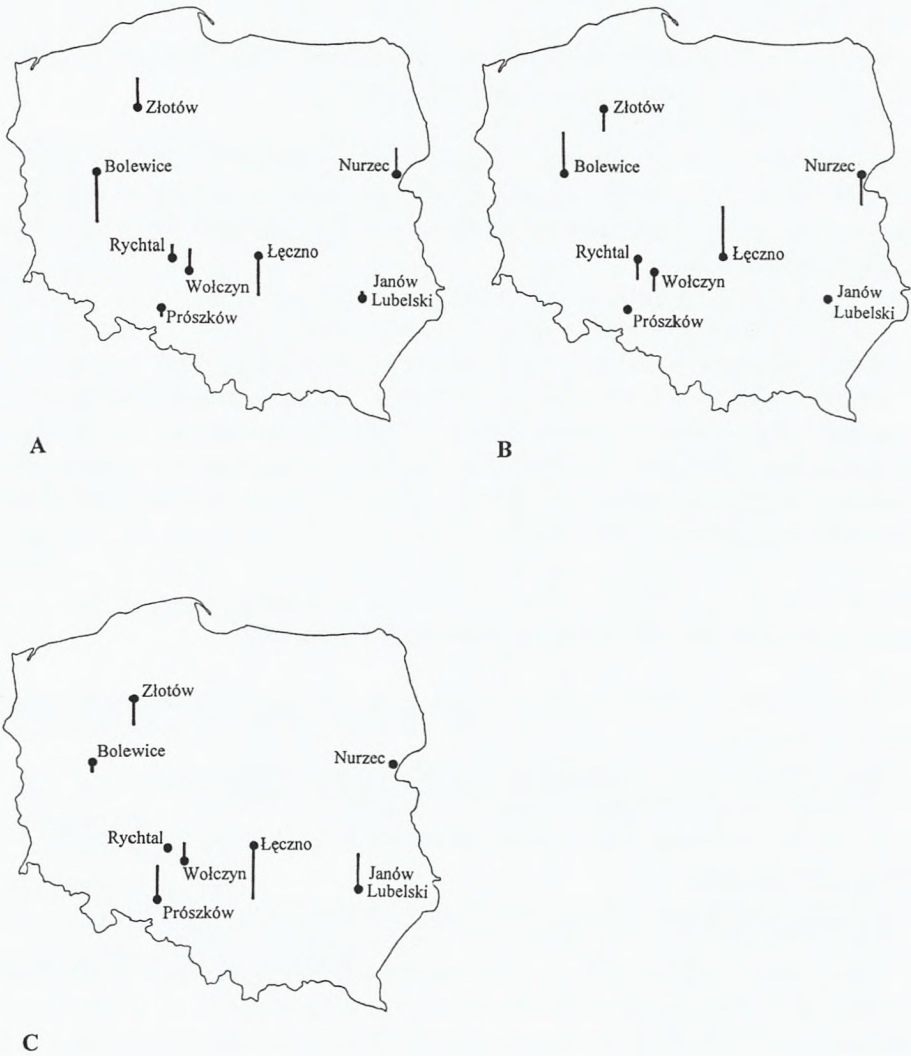 Złotów
Bolewice
Nurzec
Rychtal
Łęczno
Wołczyn
Janów
Lubelski
Prószków
A
Złotów
Bolewice
Nurzec
Rychtal
Łęczno
Wołczyn
Janów
Lubelski
Prószków
B
Złotów
Bolewice
Nurzec
Rychtal
Łęczno
Wołczyn
Janów
Lubelski
Prószków
C